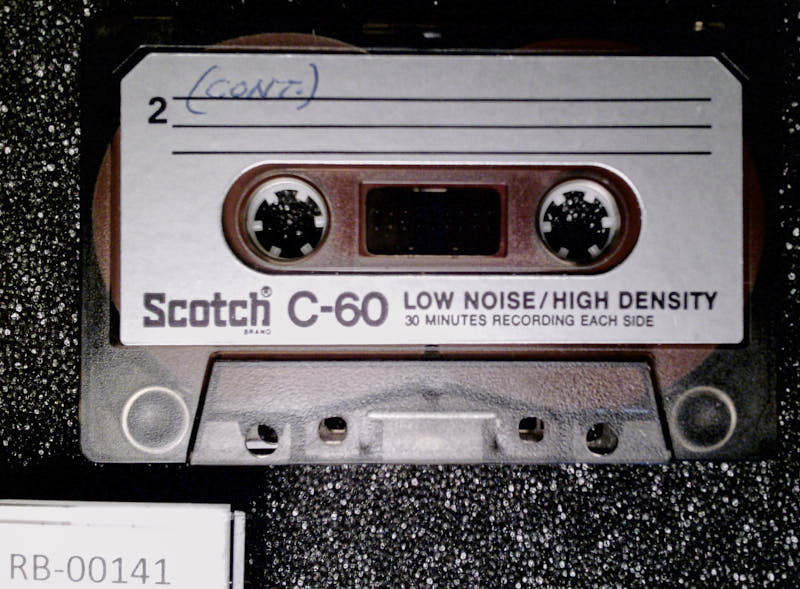 (CONT.)
2
Scotch® BRAND C-60 LOW NOISE/HIGH DENSITY
30 MINUTES RECORDING EACH SIDE
RB-00141